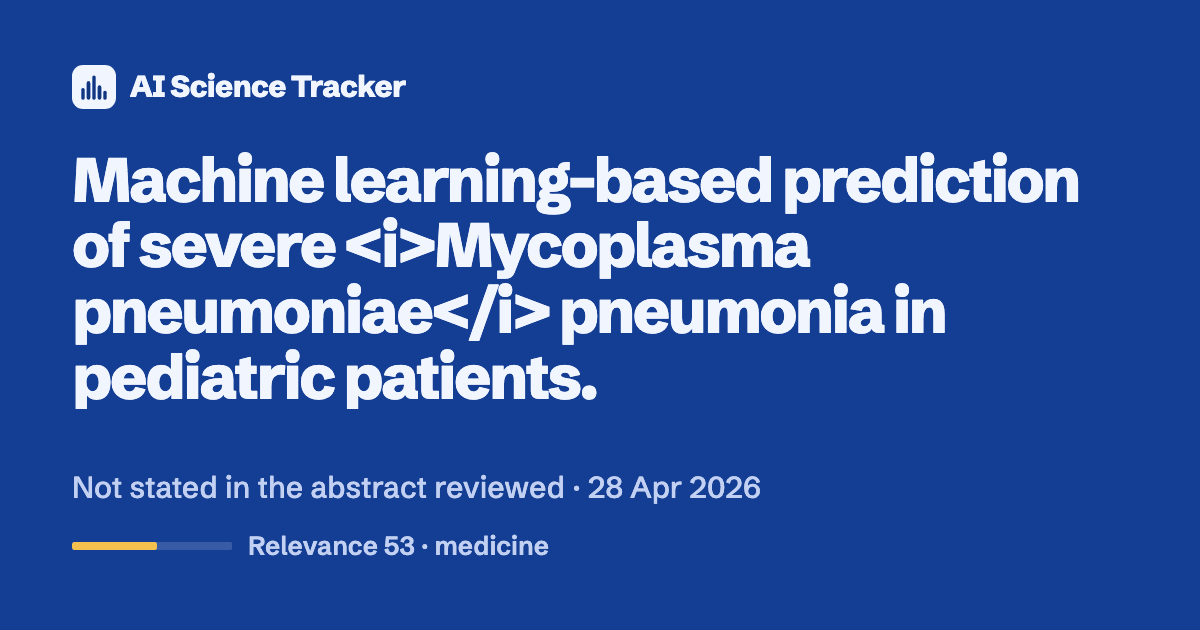 AI Science Tracker
Machine learning-based prediction
of severe <i>Mycoplasma
pneumoniae</i> pneumonia in
pediatric patients.
Not stated in the abstract reviewed · 28 Apr 2026
Relevance 53 · medicine